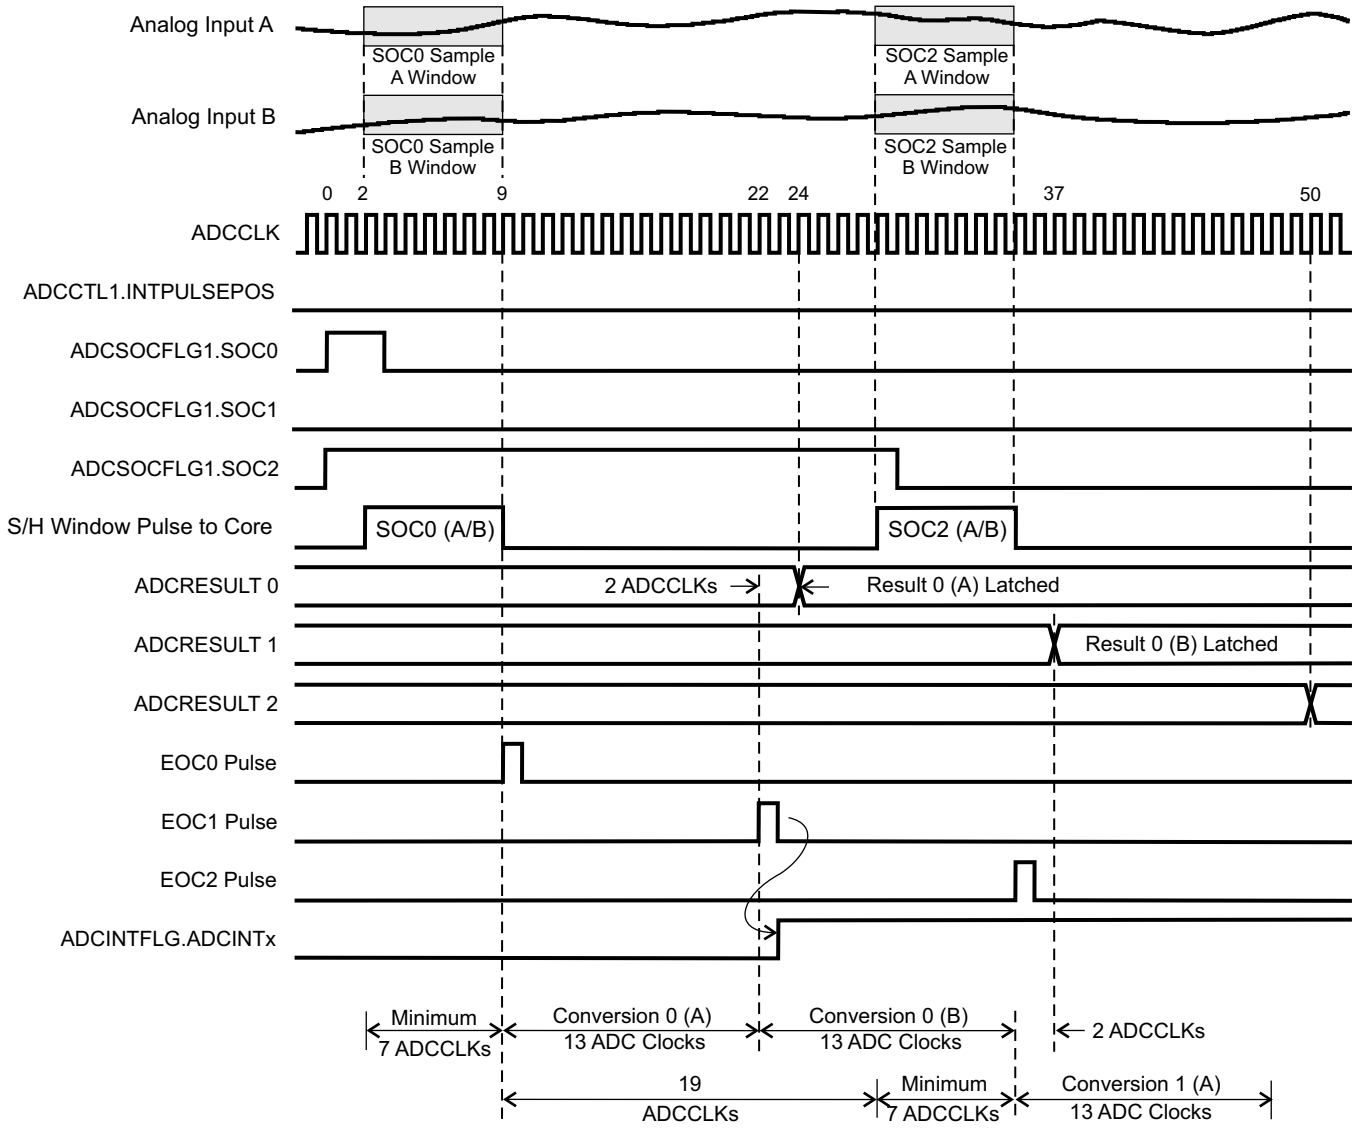 Analog Input A
SOC0 Sample
A Window
SOC2 Sample
A Window
Analog Input B
SOC0 Sample
B Window
SOC2 Sample
B Window
0 2 9 22 24 37 50
ADCCLK
ADCCTL1.INTPULSEPOS
ADCSOCFLG1.SOC0
ADCSOCFLG1.SOC1
ADCSOCFLG1.SOC2
S/H Window Pulse to Core SOC0 (A/B) SOC2 (A/B)
ADCRESULT 0 2 ADCCLKs Result 0 (A) Latched
ADCRESULT 1 Result 0 (B) Latched
ADCRESULT 2
EOC0 Pulse
EOC1 Pulse
EOC2 Pulse
ADCINTFLG.ADCINTx
Minimum
7 ADCCLKs
Conversion 0 (A)
13 ADC Clocks
Conversion 0 (B)
13 ADC Clocks
2 ADCCLKs
19
ADCCLKs
Minimum
7 ADCCLKs
Conversion 1 (A)
13 ADC Clocks